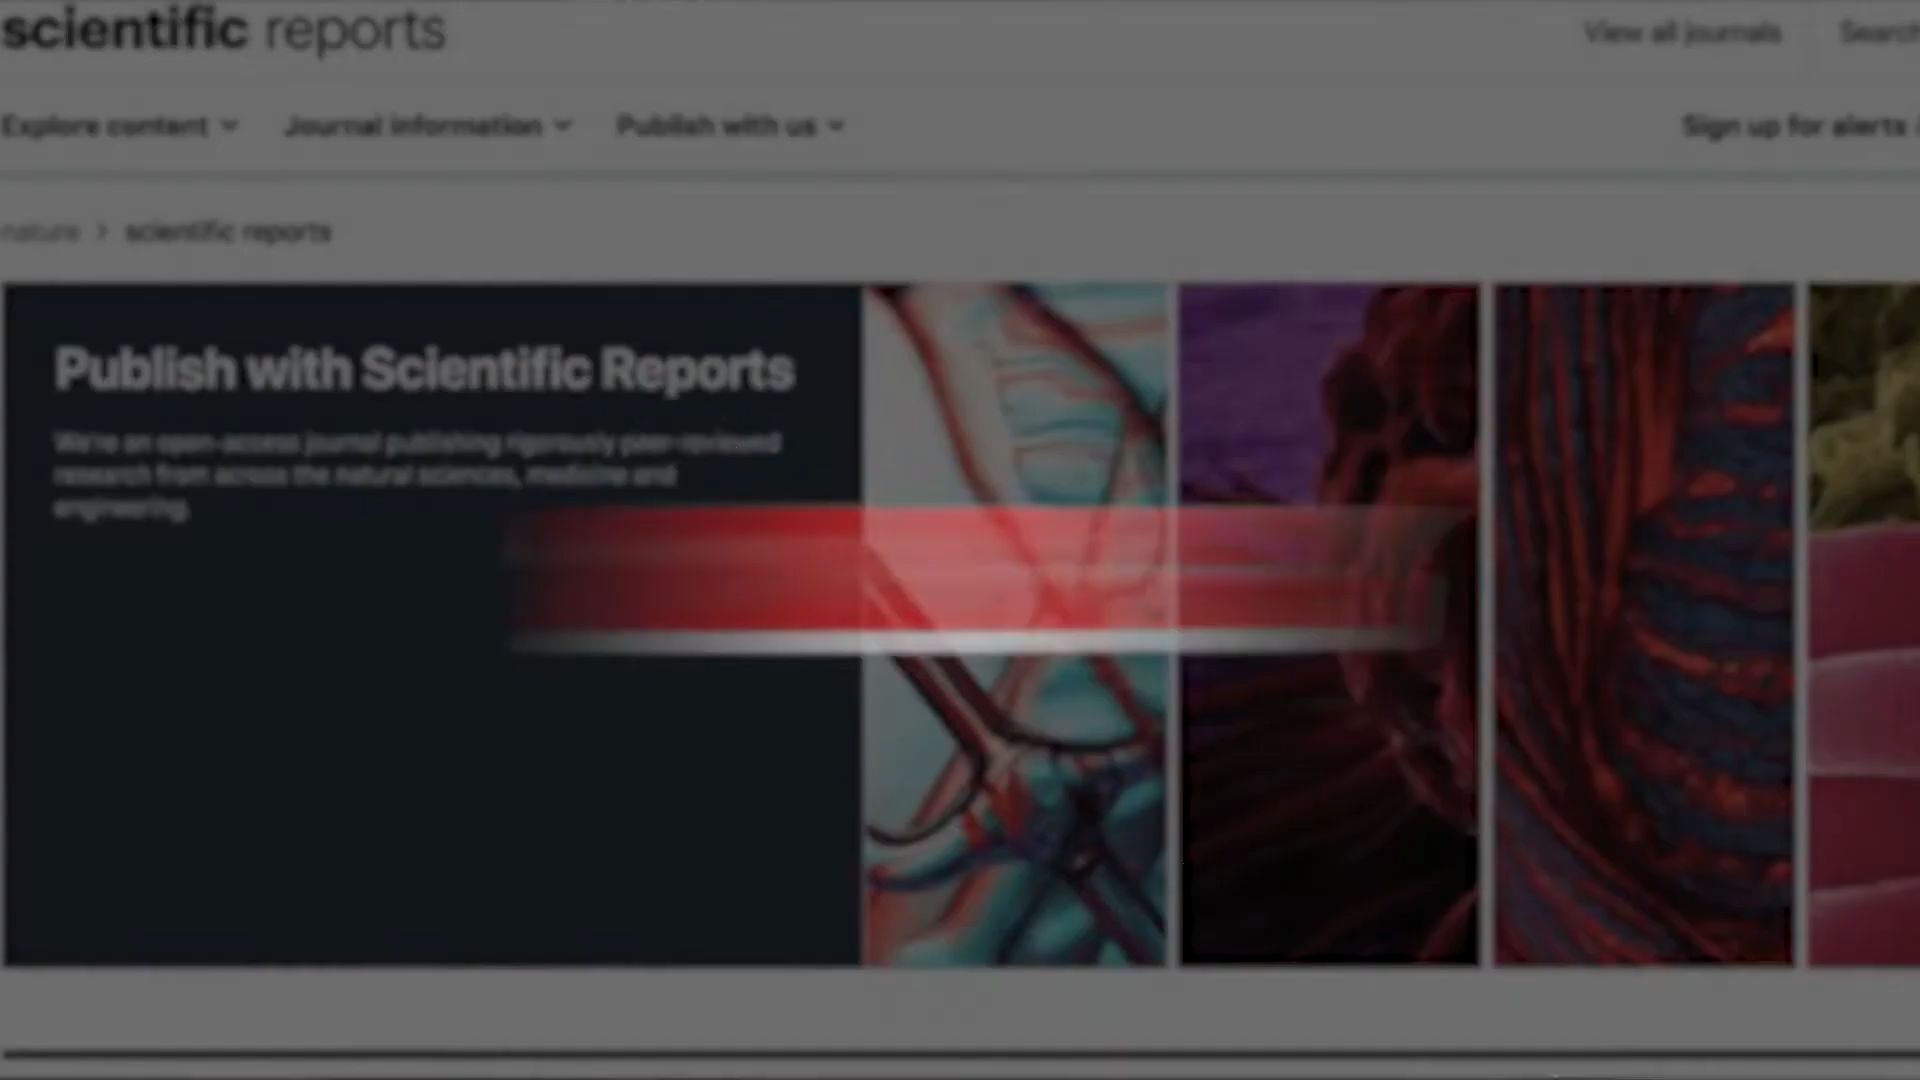 scientific reports
View all journals
Search
Explore content
Journal information
Publish with us
Sign up for alerts
nature > scientific reports
Publish with Scientific Reports
We're an open-access journal publishing rigorously peer-reviewed
research from across the natural sciences, medicine and
engineering.